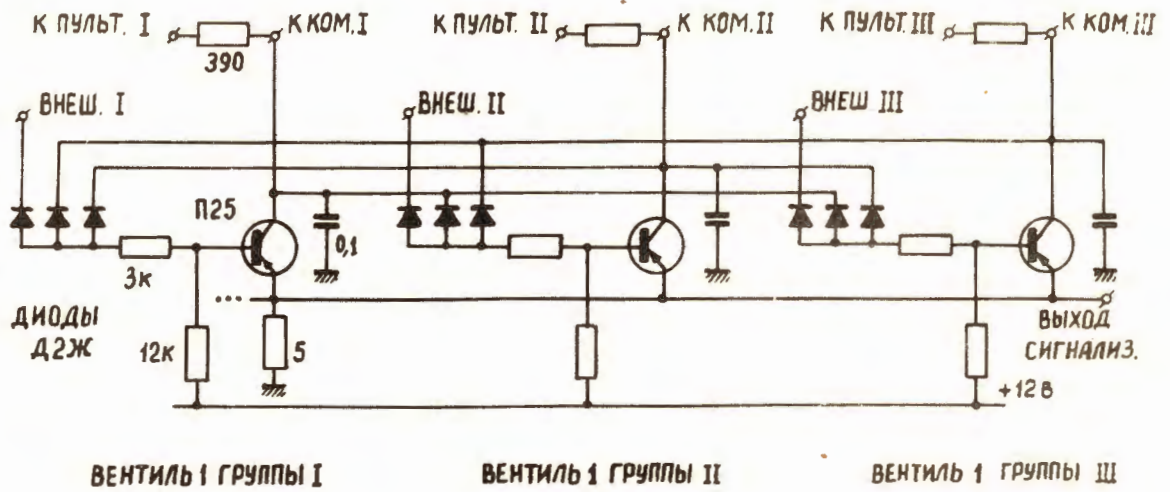 К ПУЛЬТ. I
К КОМ. I
К ПУЛЬТ. II
К КОМ. II
К ПУЛЬТ. III
К КОМ. III
390
ВНЕШ. I
ВНЕШ. II
ВНЕШ III
П25
0,1
3к
...
ДИОДЫ
Д2Ж
12к
5
ВЫХОД
СИГНАЛИЗ.
+12 в
ВЕНТИЛЬ 1 ГРУППЫ I
ВЕНТИЛЬ 1 ГРУППЫ II
ВЕНТИЛЬ 1 ГРУППЫ III